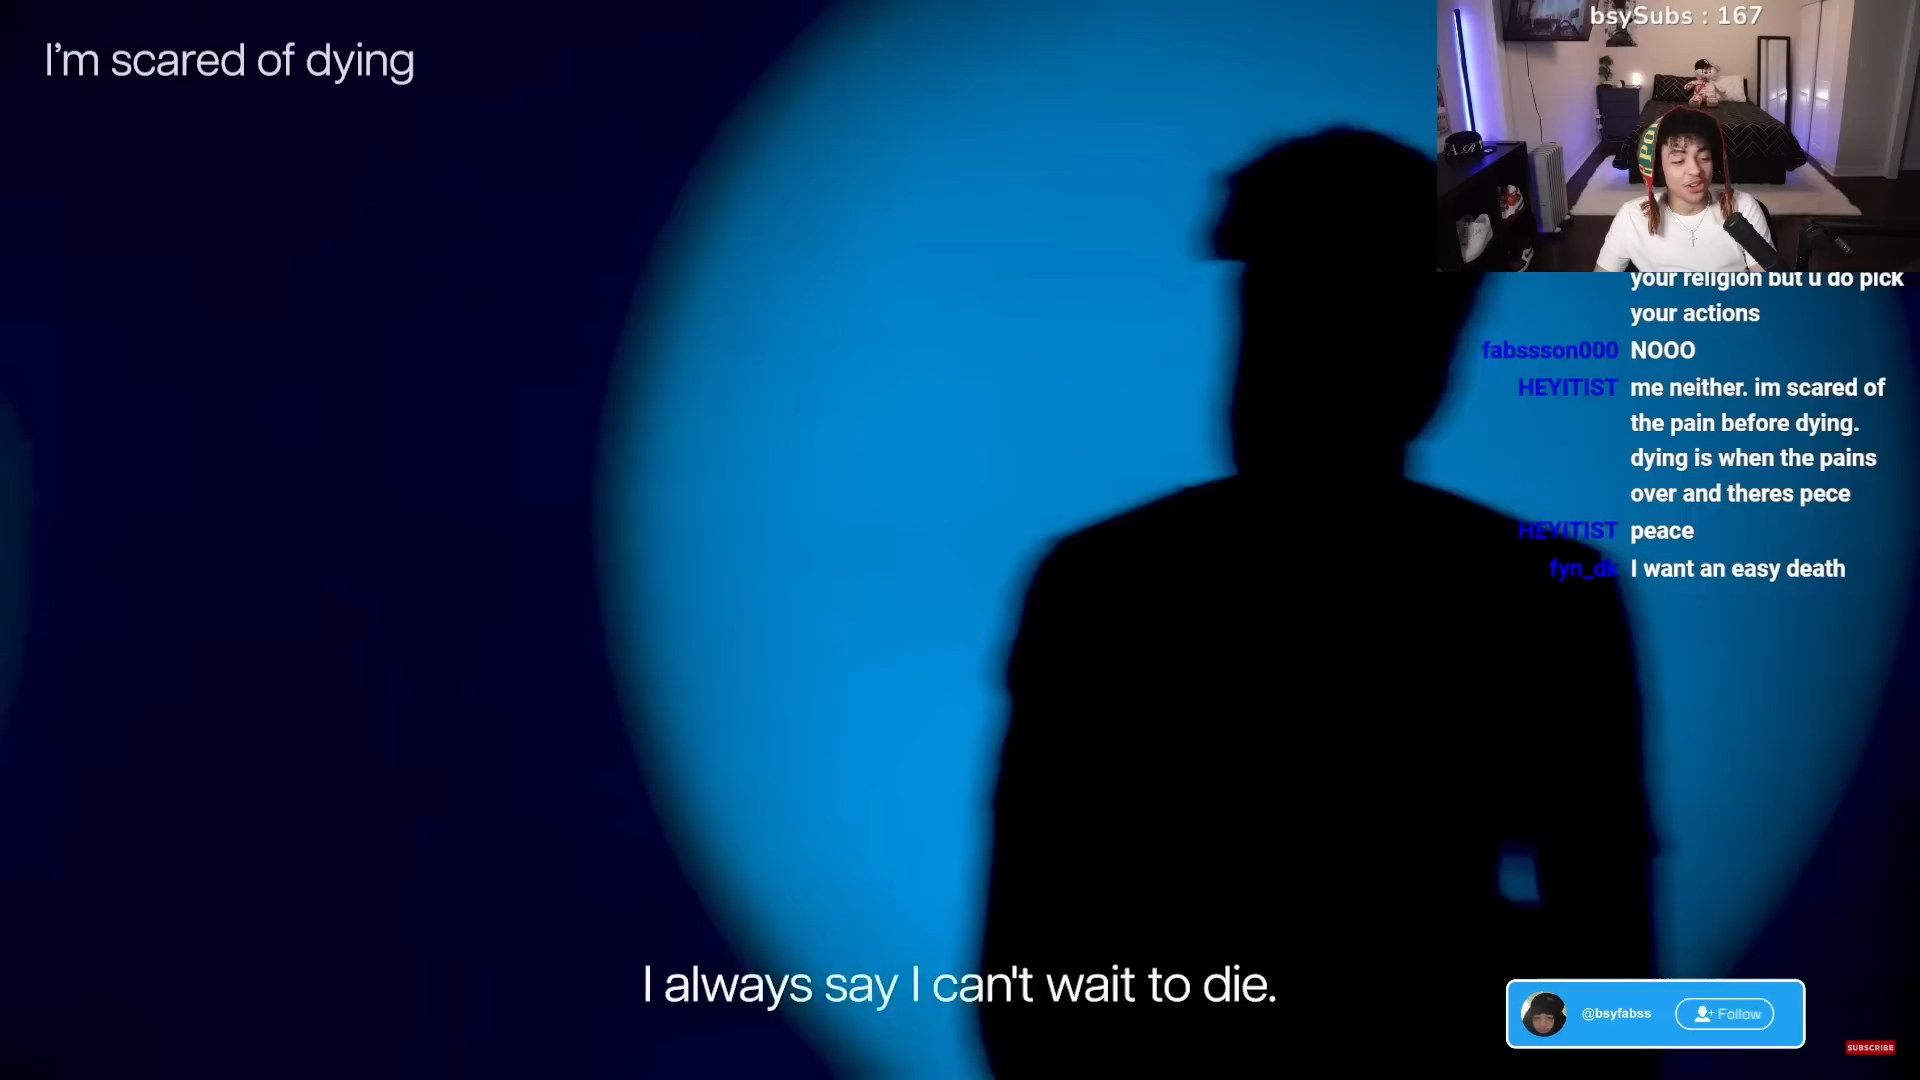 I'm scared of dying
bsySubs : 167
your religion but u do pick
your actions
fabssson000 NOOO
HEYITIST me neither. im scared of
the pain before dying.
dying is when the pains
over and theres pece
HEYITIST peace
fyn_dk I want an easy death
I always say I can't wait to die.
@bsyfabss Follow
SUBSCRIBE